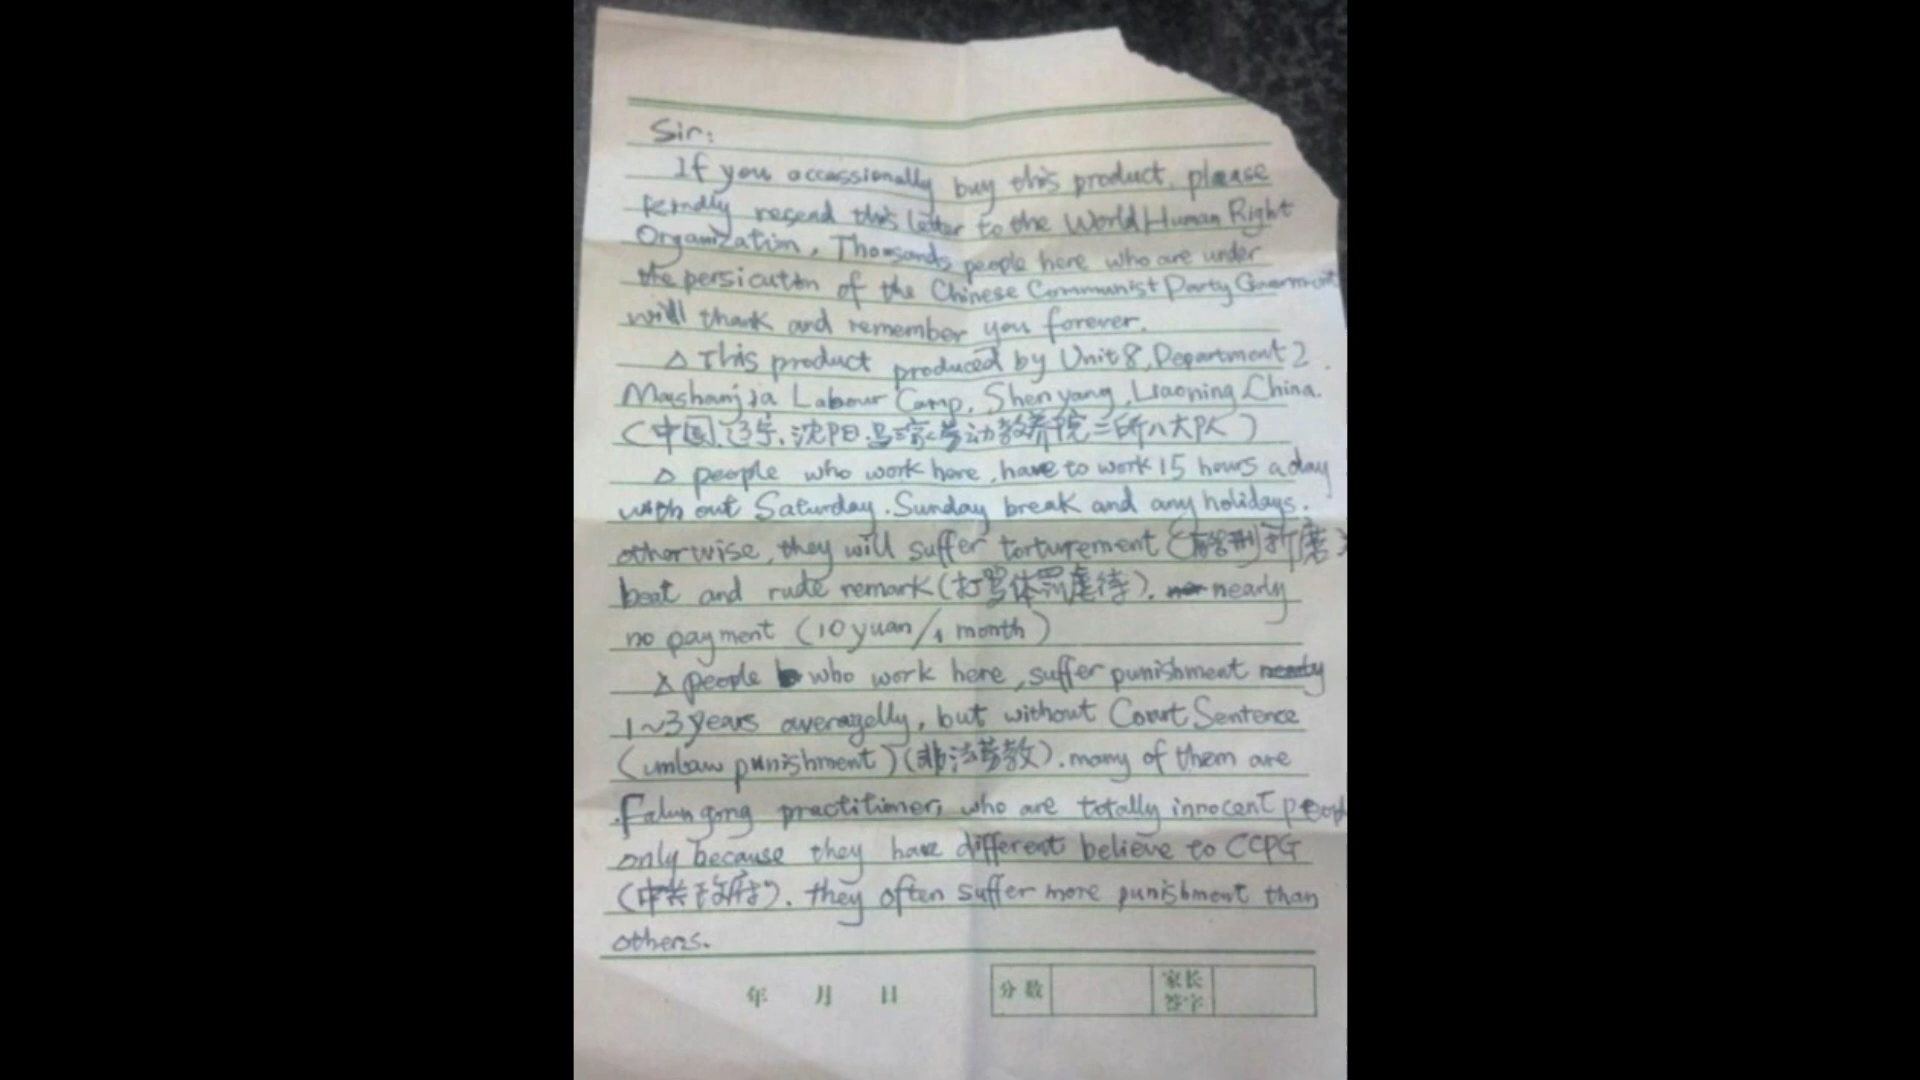 Sir:
If you occassionally buy this product, please
kindly resend this letter to the World Human Right
Organization. Thousands people here who are under
the persicution of the Chinese Communist Party Goverment
will thank and remember you forever.
△ This product produced by Unit 8, Department 2
Mashanjia Labour Camp, Shenyang, Liaoning, China.
(中国.辽宁.沈阳.马三家劳动教养院二所八大队)
△ people who work here, have to work 15 hours a day
with out Saturday. Sunday break and any holidays.
otherwise, they will suffer torturement (折磨
beat and rude remark (打骂体罚虐待). nearly
no payment (10 yuan/1 month)
△ people who work here, suffer punishment nearly
1~3 years averagelly, but without Court Sentence
(unlaw punishment) (非法劳教). many of them are
Falun gong practitioner, who are totally innocent people
only because they have different believe to CCPG
(中共政府). they often suffer more punishment than
others.
年 月 日
分数 家长
签字